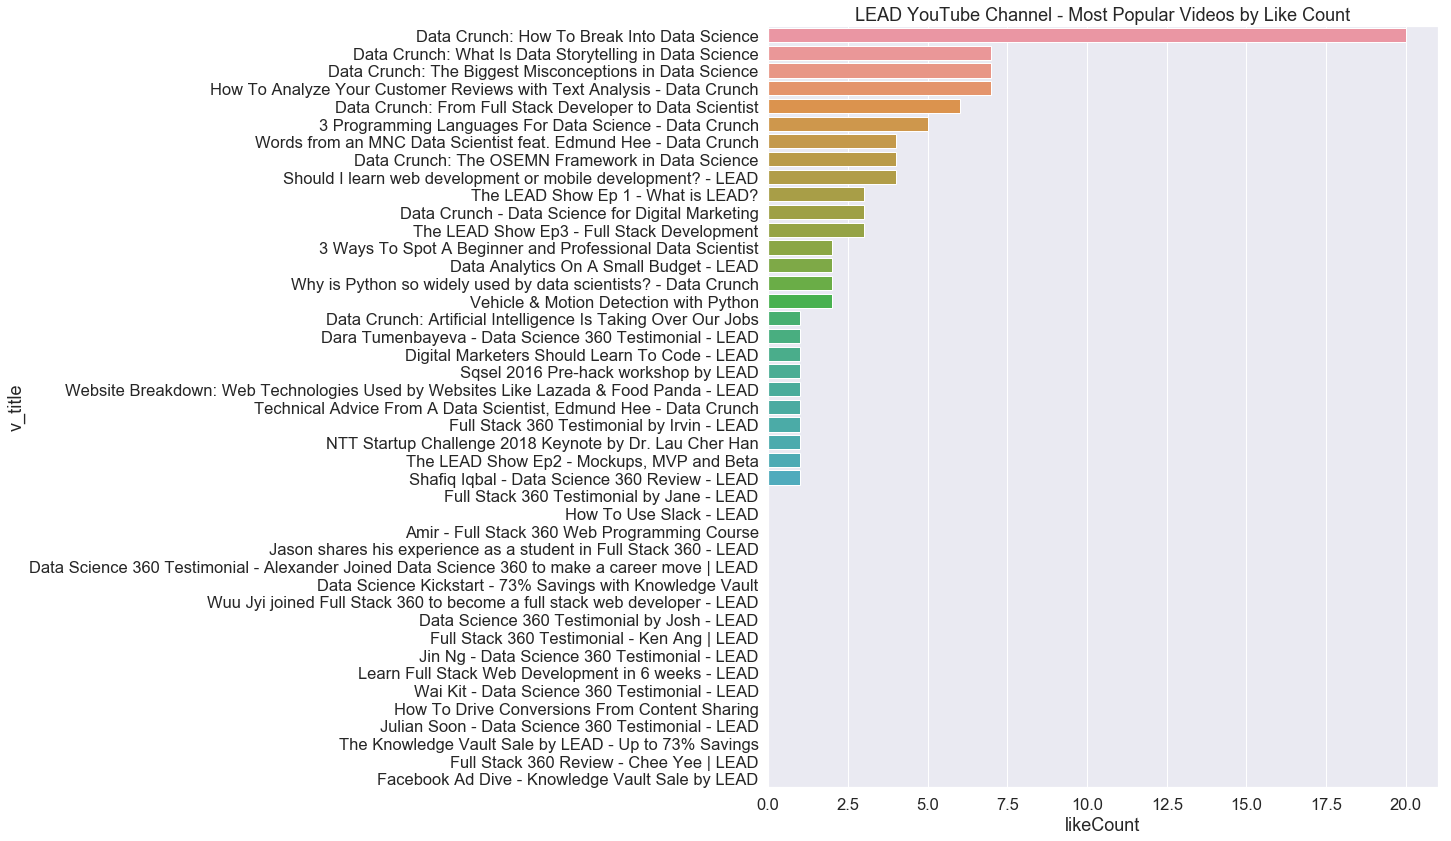 LEAD YouTube Channel - Most Popular Videos by Like Count
Data Crunch: How To Break Into Data Science
Data Crunch: What Is Data Storytelling in Data Science
Data Crunch: The Biggest Misconceptions in Data Science
How To Analyze Your Customer Reviews with Text Analysis - Data Crunch
Data Crunch: From Full Stack Developer to Data Scientist
3 Programming Languages For Data Science - Data Crunch
Words from an MNC Data Scientist feat. Edmund Hee - Data Crunch
Data Crunch: The OSEMN Framework in Data Science
Should I learn web development or mobile development? - LEAD
The LEAD Show Ep 1 - What is LEAD?
Data Crunch - Data Science for Digital Marketing
The LEAD Show Ep3 - Full Stack Development
3 Ways To Spot A Beginner and Professional Data Scientist
Data Analytics On A Small Budget - LEAD
Why is Python so widely used by data scientists? - Data Crunch
Vehicle & Motion Detection with Python
Data Crunch: Artificial Intelligence Is Taking Over Our Jobs
Dara Tumenbayeva - Data Science 360 Testimonial - LEAD
Digital Marketers Should Learn To Code - LEAD
Sqsel 2016 Pre-hack workshop by LEAD
Website Breakdown: Web Technologies Used by Websites Like Lazada & Food Panda - LEAD
Technical Advice From A Data Scientist, Edmund Hee - Data Crunch
Full Stack 360 Testimonial by Irvin - LEAD
NTT Startup Challenge 2018 Keynote by Dr. Lau Cher Han
The LEAD Show Ep2 - Mockups, MVP and Beta
Shafiq Iqbal - Data Science 360 Review - LEAD
Full Stack 360 Testimonial by Jane - LEAD
How To Use Slack - LEAD
Amir - Full Stack 360 Web Programming Course
Jason shares his experience as a student in Full Stack 360 - LEAD
Data Science 360 Testimonial - Alexander Joined Data Science 360 to make a career move | LEAD
Data Science Kickstart - 73% Savings with Knowledge Vault
Wuu Jyi joined Full Stack 360 to become a full stack web developer - LEAD
Data Science 360 Testimonial by Josh - LEAD
Full Stack 360 Testimonial - Ken Ang | LEAD
Jin Ng - Data Science 360 Testimonial - LEAD
Learn Full Stack Web Development in 6 weeks - LEAD
Wai Kit - Data Science 360 Testimonial - LEAD
How To Drive Conversions From Content Sharing
Julian Soon - Data Science 360 Testimonial - LEAD
The Knowledge Vault Sale by LEAD - Up to 73% Savings
Full Stack 360 Review - Chee Yee | LEAD
Facebook Ad Dive - Knowledge Vault Sale by LEAD
v_title
0.0 2.5 5.0 7.5 10.0 12.5 15.0 17.5 20.0
likeCount